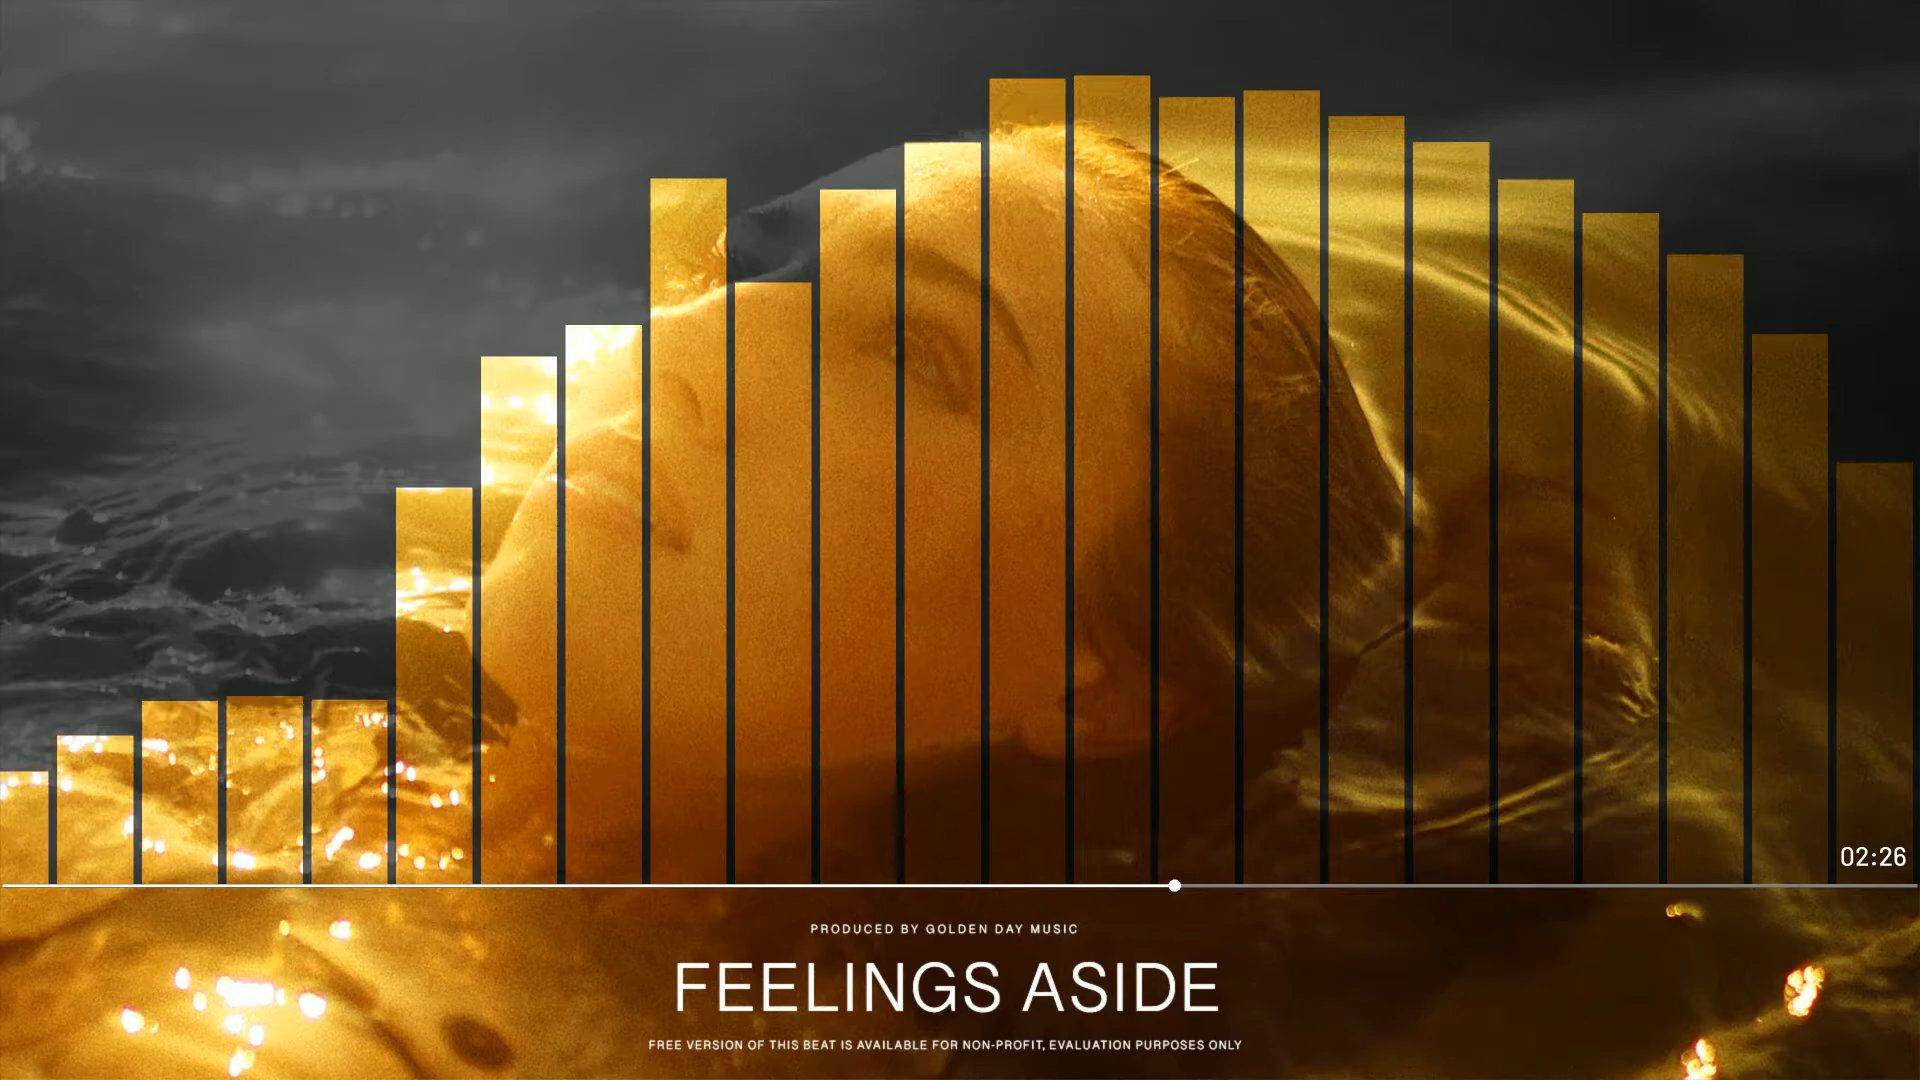 02:26
PRODUCED BY GOLDEN DAY MUSIC
FEELINGS ASIDE
FREE VERSION OF THIS BEAT IS AVAILABLE FOR NON-PROFIT, EVALUATION PURPOSES ONLY